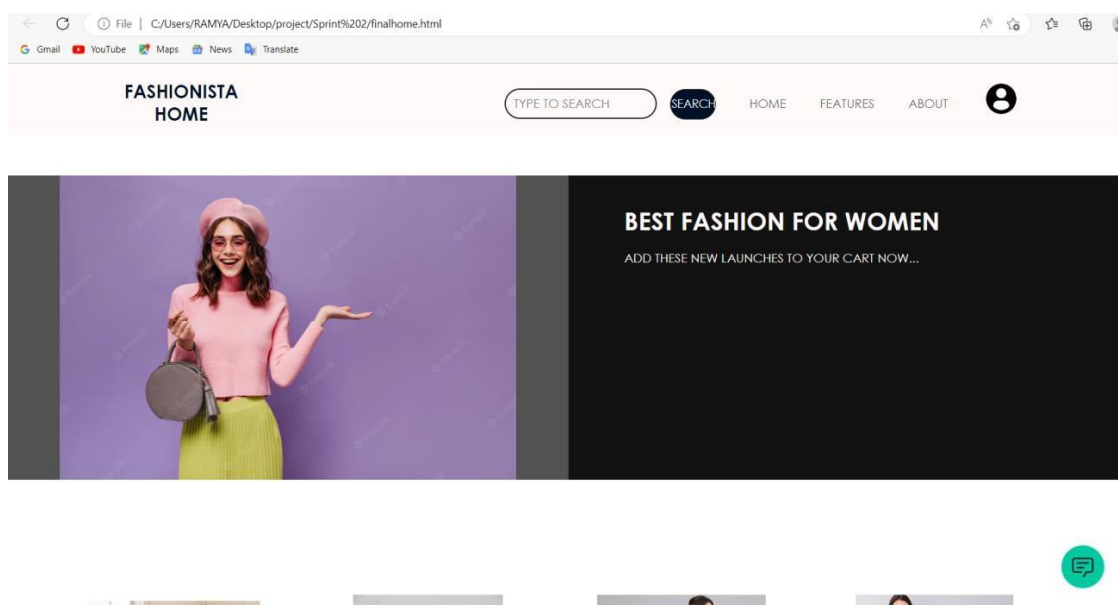 File | C:/Users/RAMYA/Desktop/project/Sprint%202/finalhome.html
Gmail YouTube Maps News Translate
FASHIONISTA
HOME
TYPE TO SEARCH SEARCH HOME FEATURES ABOUT
BEST FASHION FOR WOMEN
ADD THESE NEW LAUNCHES TO YOUR CART NOW...